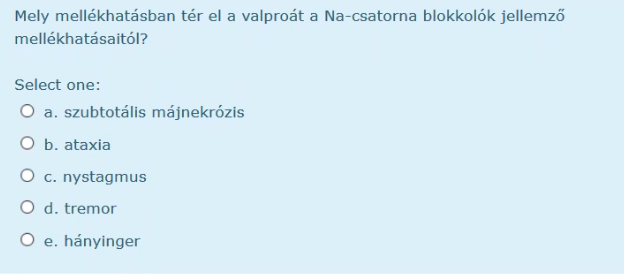 Mely mellékhatásban tér el a valproát a Na-csatorna blokkolók jellemző
mellékhatásaitól?
Select one:
a. szubtotális májnekrózis
b. ataxia
c. nystagmus
d. tremor
e. hányinger